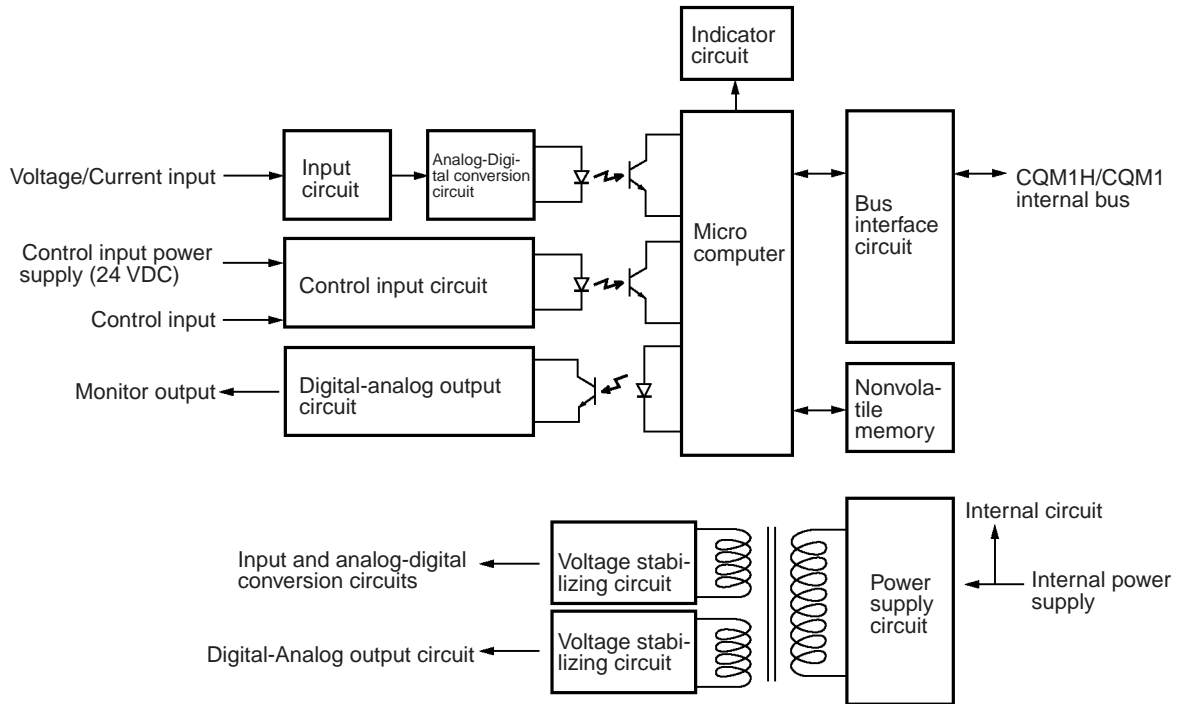 Indicator
circuit
Voltage/Current input
Input
circuit
Analog-Digi-
tal conversion
circuit
Micro
computer
Bus
interface
circuit
CQM1H/CQM1
internal bus
Control input power
supply (24 VDC)
Control input
Control input circuit
Monitor output
Digital-analog output
circuit
Nonvola-
tile
memory
Input and analog-digital
conversion circuits
Voltage stabi-
lizing circuit
Digital-Analog output circuit
Voltage stabi-
lizing circuit
Power
supply
circuit
Internal circuit
Internal power
supply